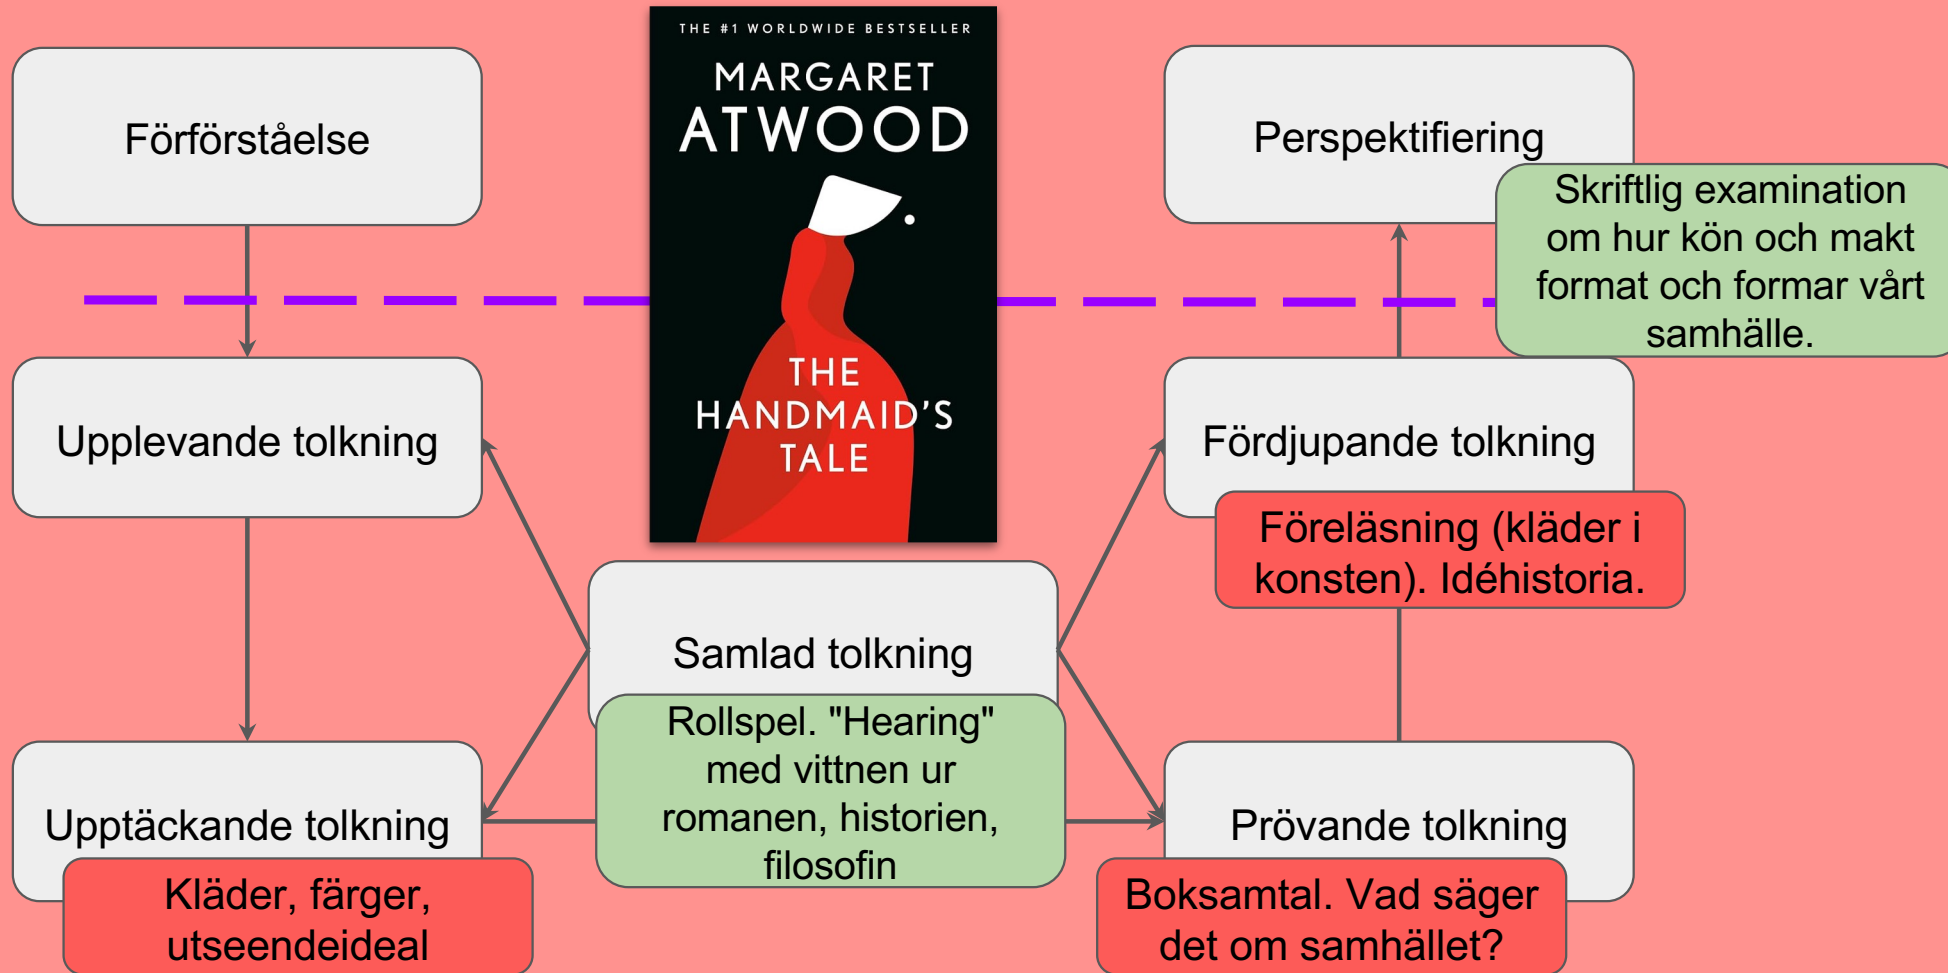 Förförståelse
THE #1 WORLDWIDE BESTSELLER
MARGARET
ATWOOD
THE
HANDMAID'S
TALE
Perspektifiering
Skriftlig examination
om hur kön och makt
format och formar vårt
samhälle.
Upplevande tolkning
Fördjupande tolkning
Föreläsning (kläder i
konsten). Idéhistoria.
Samlad tolkning
Rollspel. "Hearing"
med vittnen ur
romanen, historien,
filosofin
Upptäckande tolkning
Kläder, färger,
utseendeideal
Prövande tolkning
Boksamtal. Vad säger
det om samhället?